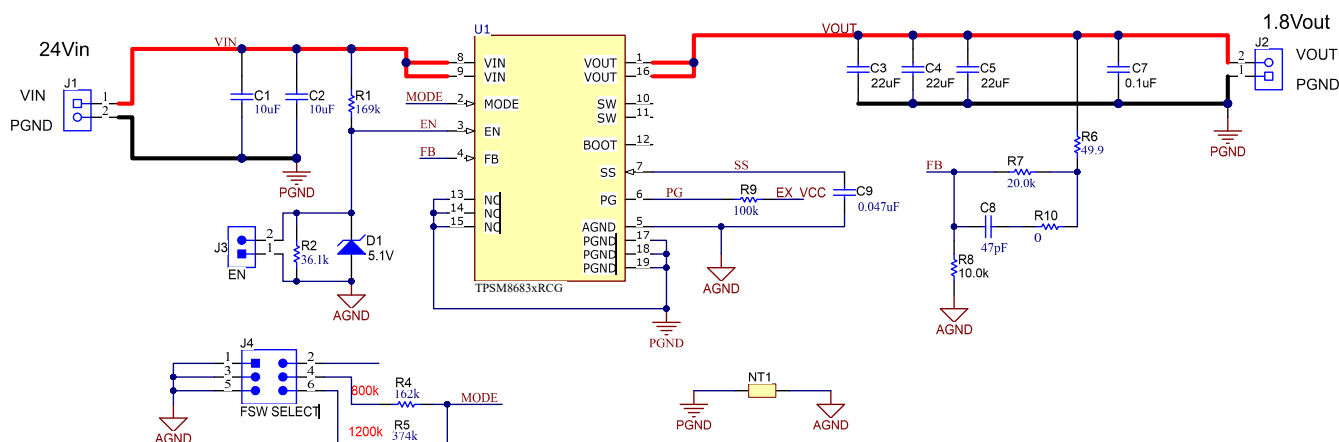 24Vin
1.8Vout
U1
VIN
VOUT
J1
VIN
PGND
1
2
C1
10uF
C2
10uF
R1
169k
PGND
8
9
2
3
4
13
14
15
MODE
EN
FB
VIN
VIN
MODE
EN
FB
NC
NC
NC
VOUT
VOUT
SW
SW
BOOT
SS
PG
AGND
PGND
PGND
PGND
1
16
10
11
12
7
6
5
17
18
19
TPSM8683xRCG
SS
PG
R9
100k
EX_VCC
C9
0.047uF
AGND
PGND
C3
22uF
C4
22uF
C5
22uF
C7
0.1uF
J2
2
1
VOUT
PGND
PGND
R6
49.9
FB
R7
20.0k
C8
47pF
R10
0
R8
10.0k
AGND
J3
2
1
EN
R2
36.1k
D1
5.1V
AGND
J4
1
3
5
2
4
6
FSW SELECT
AGND
800k
R4
162k
MODE
1200k
R5
374k
NT1
PGND
AGND